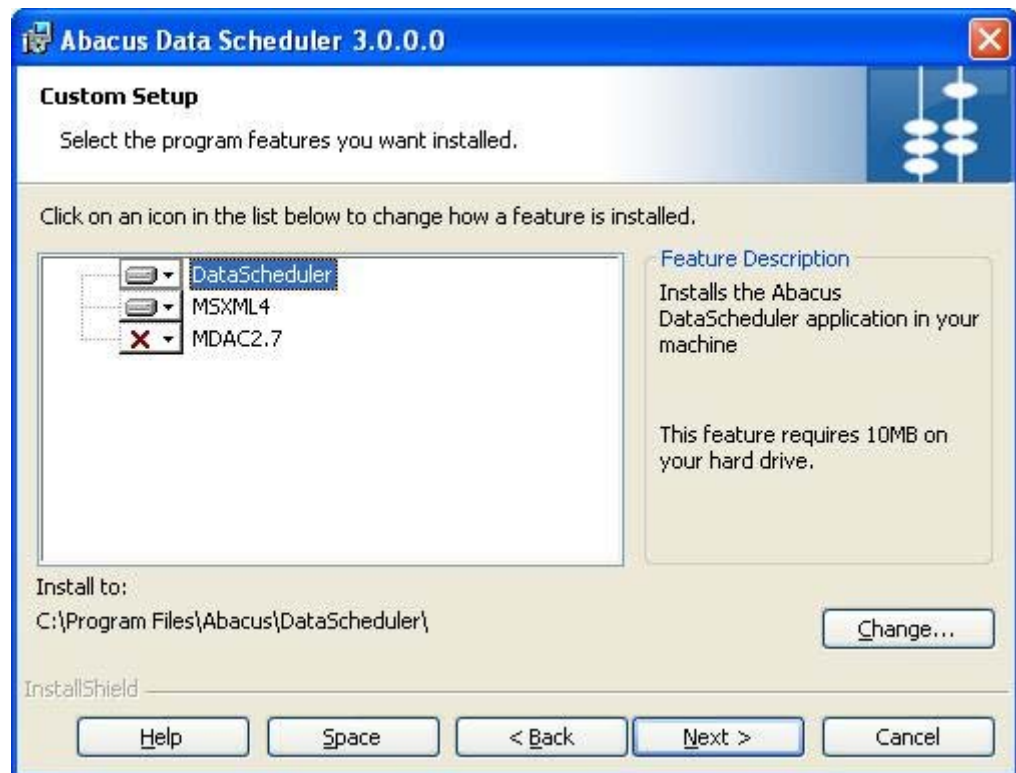 Abacus Data Scheduler 3.0.0.0
Custom Setup
Select the program features you want installed.
Click on an icon in the list below to change how a feature is installed.
DataScheduler
MSXML4
MDAC2.7
Feature Description
Installs the Abacus
DataScheduler application in your
machine
This feature requires 10MB on
your hard drive.
Install to:
C:\Program Files\Abacus\DataScheduler\
Change...
InstallShield
Help
Space
< Back
Next >
Cancel